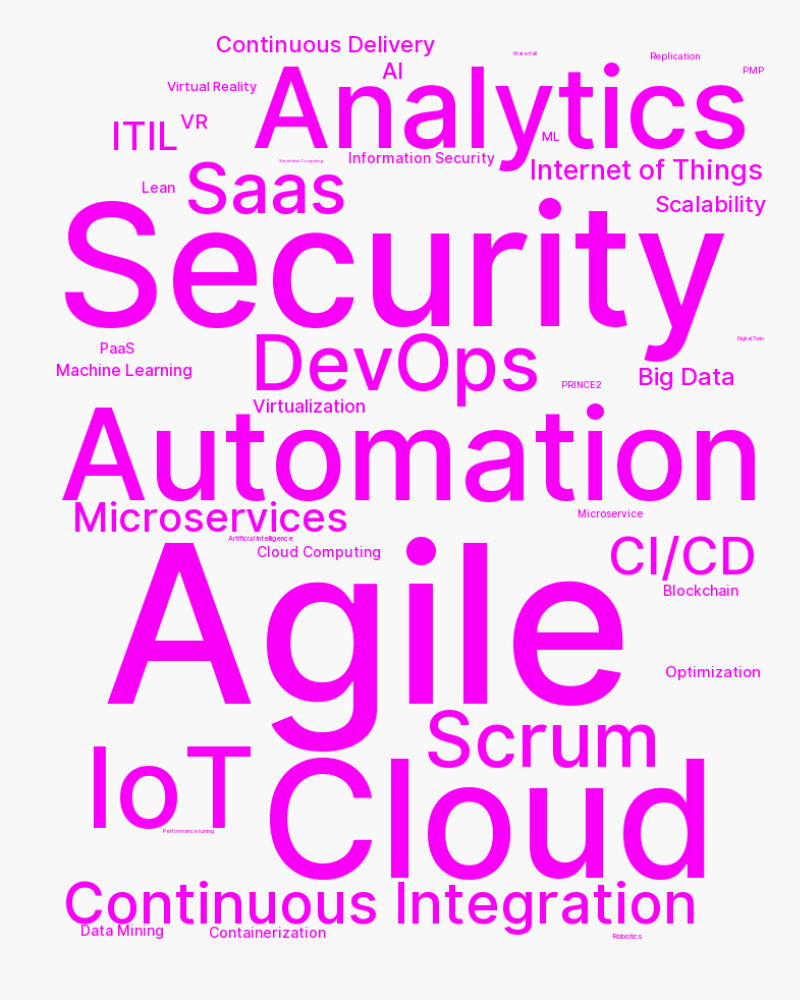 Continuous Delivery
Waterfall
Replication
AI
PMP
Analytics
Virtual Reality
VR
ITIL
ML
Information Security
Serverless Computing
Internet of Things
Lean
Saas
Scalability
Security
DevOps
Digital Twin
PaaS
Machine Learning
Big Data
PRINCE2
Virtualization
Automation
Microservices
Microservice
Artificial Intelligence
Cloud Computing
CI/CD
Blockchain
Agile
Optimization
Scrum
IoT
Cloud
Performance tuning
Continuous Integration
Data Mining
Containerization
Robotics